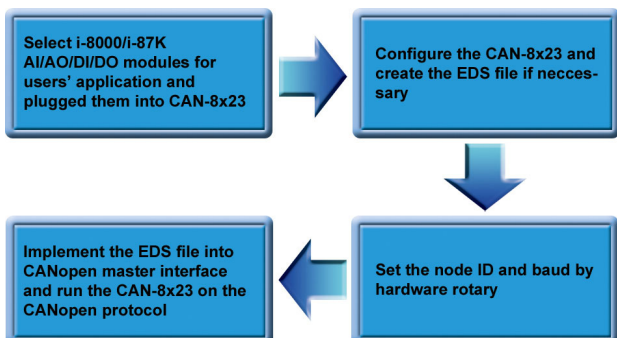 Select i-8000/i-87K
AI/AO/DI/DO modules for
users' application and
plugged them into CAN-8x23
Configure the CAN-8x23 and
create the EDS file if necces-
sary
Set the node ID and baud by
hardware rotary
Implement the EDS file into
CANopen master interface
and run the CAN-8x23 on the
CANopen protocol